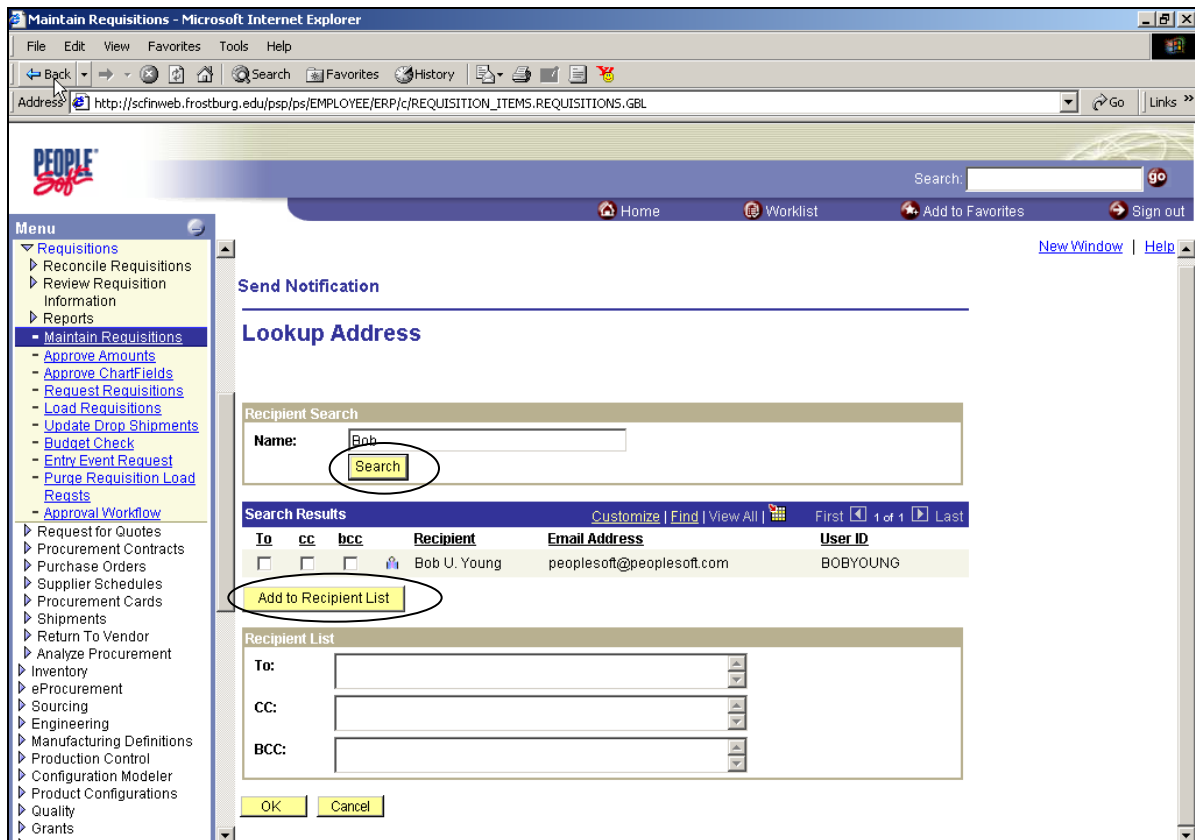 Maintain Requisitions - Microsoft Internet Explorer
File Edit View Favorites Tools Help
Back Search Favorites History
Address http://scfinweb.frostburg.edu/psp/ps/EMPLOYEE/ERP/c/REQUISITION_ITEMS.REQUISITIONS.GBL Go Links »
PEOPLE
Soft
Search: go
Home Worklist Add to Favorites Sign out
Menu
Requisitions
Reconcile Requisitions
Review Requisition
Information
Reports
Maintain Requisitions
Approve Amounts
Approve ChartFields
Request Requisitions
Load Requisitions
Update Drop Shipments
Budget Check
Entry Event Request
Purge Requisition Load
Reqsts
Approval Workflow
Request for Quotes
Procurement Contracts
Purchase Orders
Supplier Schedules
Procurement Cards
Shipments
Return To Vendor
Analyze Procurement
Inventory
eProcurement
Sourcing
Engineering
Manufacturing Definitions
Production Control
Configuration Modeler
Product Configurations
Quality
Grants
New Window | Help
Send Notification
Lookup Address
Recipient Search
Name: Bob
Search
Search Results Customize | Find | View All | First 1 of 1 Last
To cc bcc Recipient Email Address User ID
Bob U. Young peoplesoft@peoplesoft.com BOBYOUNG
Add to Recipient List
Recipient List
To:
CC:
BCC:
OK Cancel